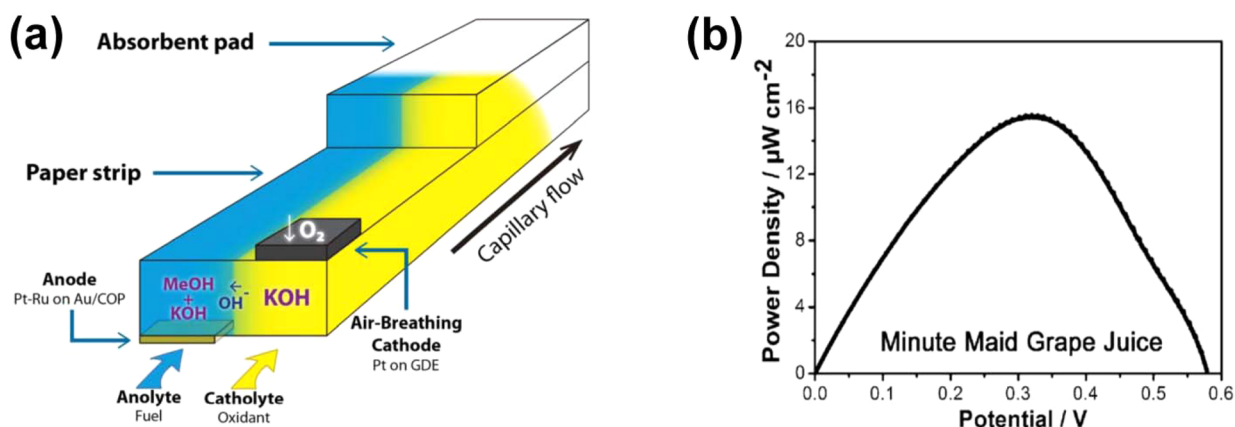 (a)
Absorbent pad
Paper strip
O₂
Capillary flow
Anode
Pt-Ru on Au/COP
MeOH
+
KOH
OH⁻
KOH
Air-Breathing
Cathode
Pt on GDE
Anolyte
Fuel
Catholyte
Oxidant
(b)
Power Density / µW cm⁻²
20
16
12
8
4
0
Minute Maid Grape Juice
0.0 0.1 0.2 0.3 0.4 0.5 0.6
Potential / V